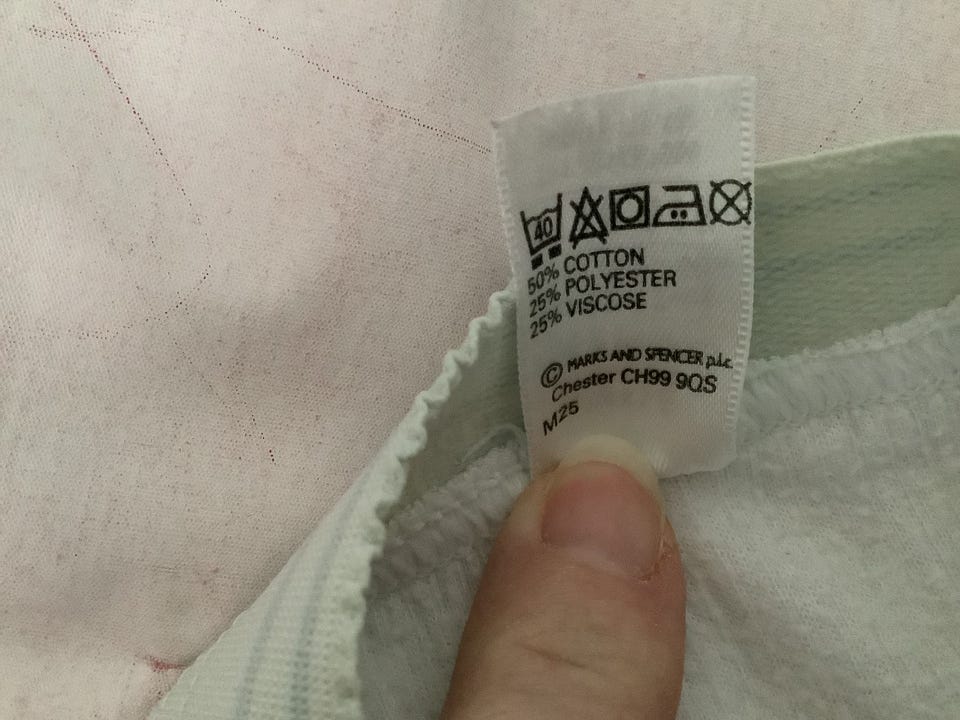 40
50% COTTON
25% POLYESTER
25% VISCOSE
© MARKS AND SPENCER p.l.c.
Chester CH99 9QS
M25